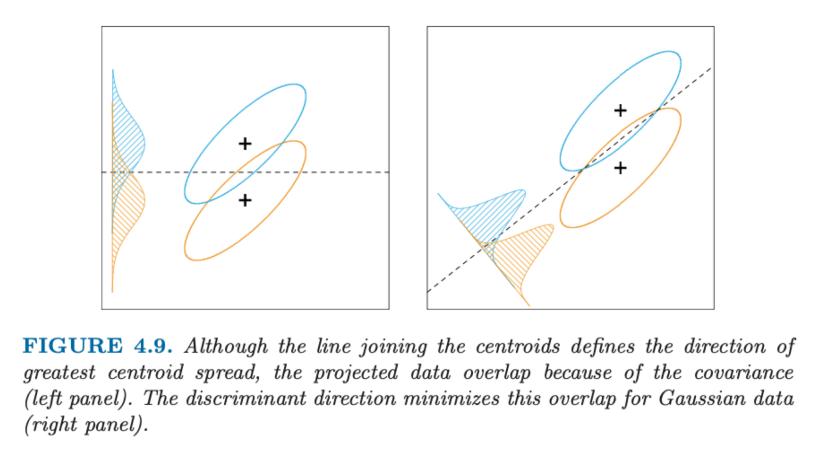 FIGURE 4.9. Although the line joining the centroids defines the direction of
greatest centroid spread, the projected data overlap because of the covariance
(left panel). The discriminant direction minimizes this overlap for Gaussian data
(right panel).